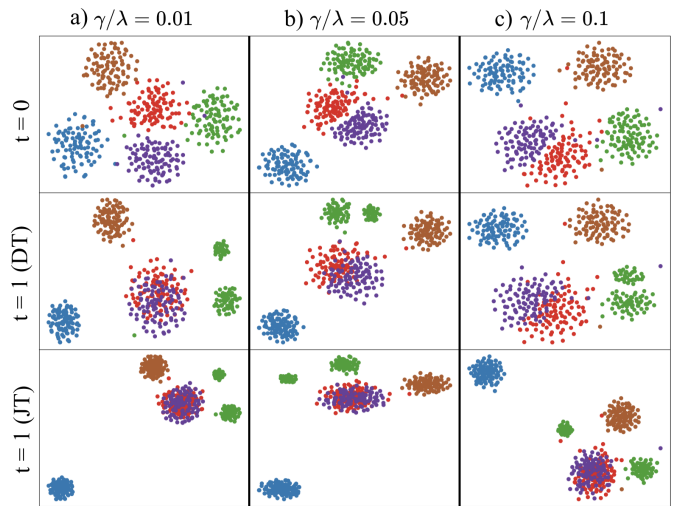 a) γ/λ = 0.01
b) γ/λ = 0.05
c) γ/λ = 0.1
t = 0
t = 1 (DT)
t = 1 (JT)